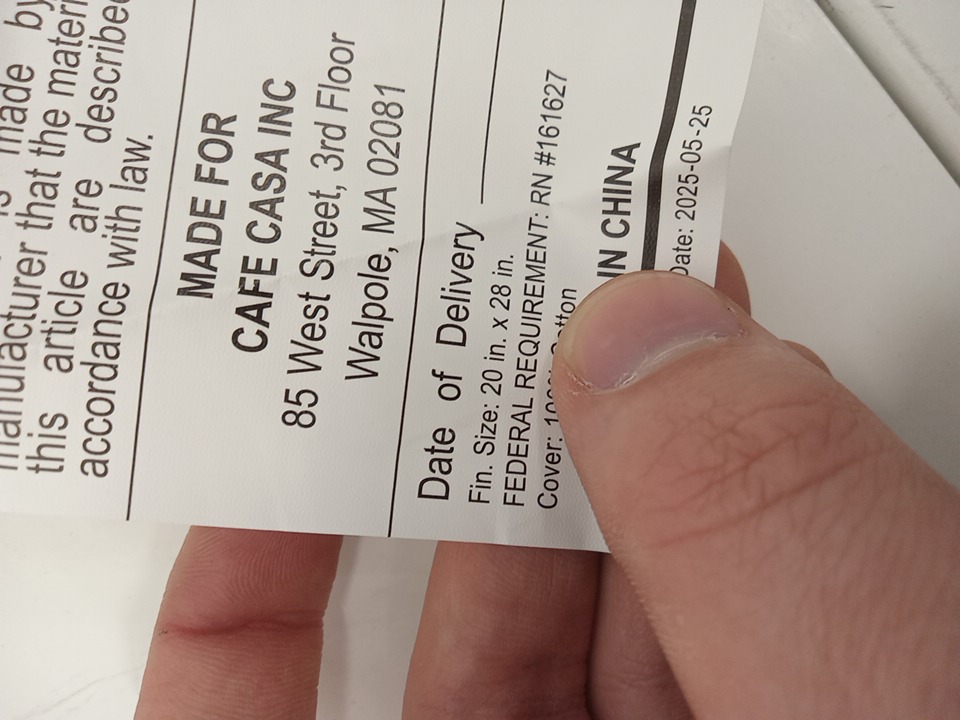 made by
manufacturer that the
this article are described
accordance with law.
MADE FOR
CAFE CASA INC
85 West Street, 3rd Floor
Walpole, MA 02081
Date of Delivery
Fin. Size: 20 in. x 28 in.
FEDERAL REQUIREMENT: RN #161627
Cover:
IN CHINA
Date: 2025-05-25